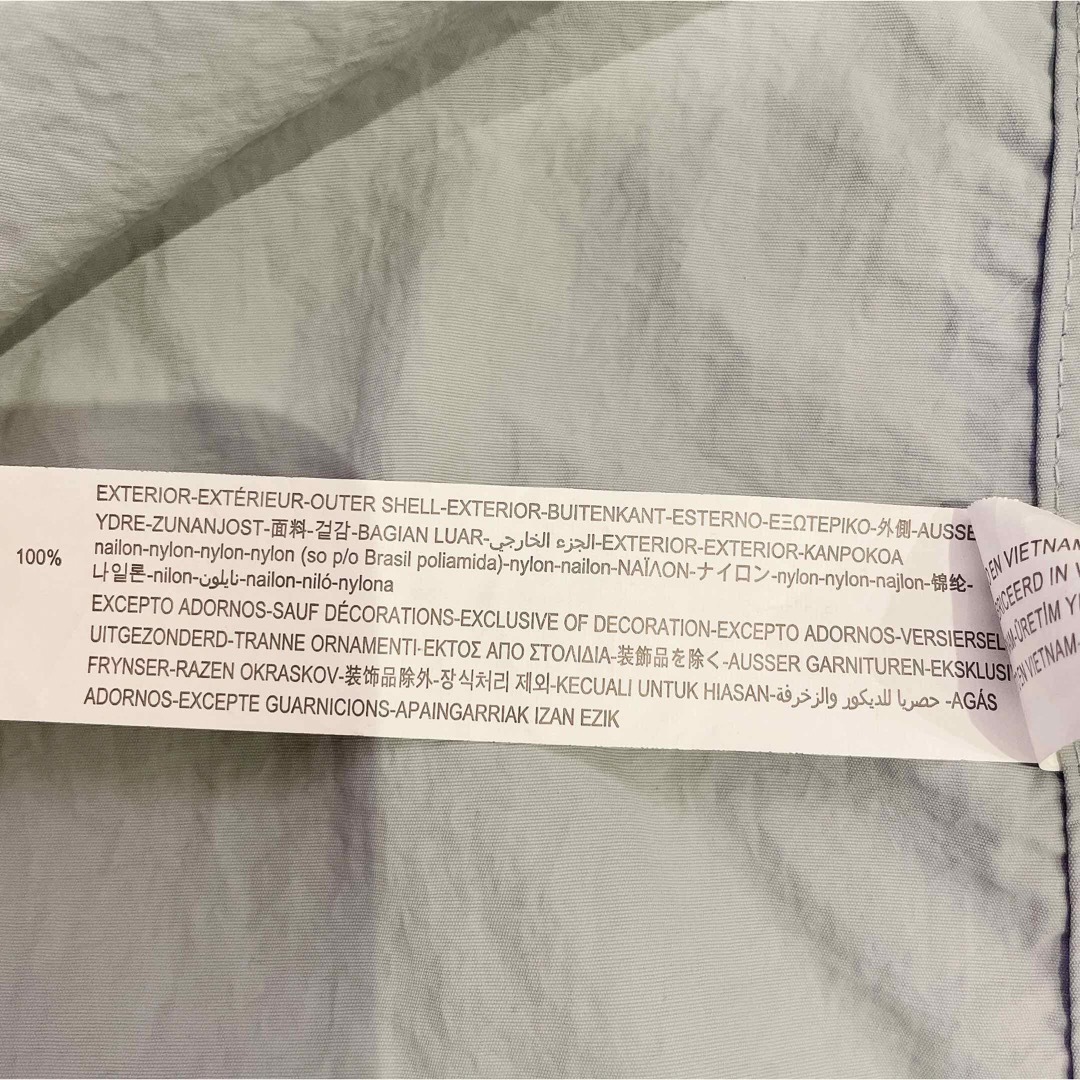 EXTERIOR-EXTÉRIEUR-OUTER SHELL-EXTERIOR-BUITENKANT-ESTERNO-ΕΞΩΤΕΡΙΚΟ-外側-AUSSE
YDRE-ZUNANJOST-面料-겉감-BAGIAN LUAR-الجزء الخارجي-EXTERIOR-EXTERIOR-KANPOKOA
100% nailon-nylon-nylon-nylon (so p/o Brasil poliamida)-nylon-nailon-ΝΑΪΛΟΝ-ナイロン-nylon-nylon-najlon-锦纶-
나일론-nilon-نايلون-nailon-niló-nylona
EXCEPTO ADORNOS-SAUF DÉCORATIONS-EXCLUSIVE OF DECORATION-EXCEPTO ADORNOS-VERSIERSEL
UITGEZONDERD-TRANNE ORNAMENTI-ΕΚΤΟΣ ΑΠΟ ΣΤΟΛΙΔΙΑ-装飾品を除く-AUSSER GARNITUREN-EKSKLUSI
FRYNSER-RAZEN OKRASKOV-装饰品除外-장식처리 제외-KECUALI UNTUK HIASAN-حصريا للديكور والزخرفة-AGÁS
ADORNOS-EXCEPTE GUARNICIONS-APAINGARRIAK IZAN EZIK
EN VIETNAM
RICEERD IN
ÜRETİM
EN VIETNAM-